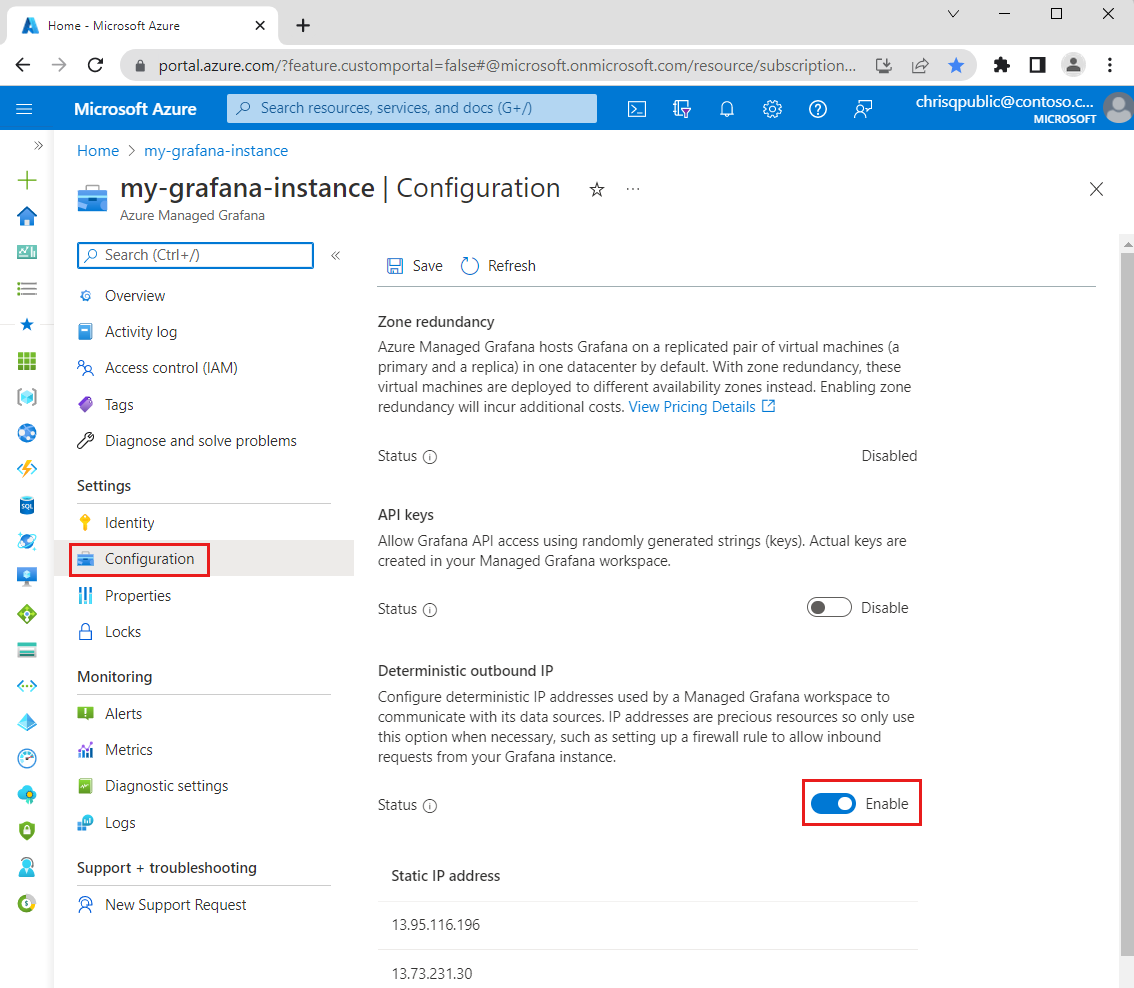 Home - Microsoft Azure
portal.azure.com/?feature.customportal=false#@microsoft.onmicrosoft.com/resource/subscription...
Microsoft Azure
Search resources, services, and docs (G+/)
chrisqpublic@contoso.c...
MICROSOFT
Home > my-grafana-instance
my-grafana-instance | Configuration
Azure Managed Grafana
Search (Ctrl+/)
Overview
Activity log
Access control (IAM)
Tags
Diagnose and solve problems
Settings
Identity
Configuration
Properties
Locks
Monitoring
Alerts
Metrics
Diagnostic settings
Logs
Support + troubleshooting
New Support Request
Save
Refresh
Zone redundancy
Azure Managed Grafana hosts Grafana on a replicated pair of virtual machines (a
primary and a replica) in one datacenter by default. With zone redundancy, these
virtual machines are deployed to different availability zones instead. Enabling zone
redundancy will incur additional costs. View Pricing Details
Status Disabled
API keys
Allow Grafana API access using randomly generated strings (keys). Actual keys are
created in your Managed Grafana workspace.
Status Disable
Deterministic outbound IP
Configure deterministic IP addresses used by a Managed Grafana workspace to
communicate with its data sources. IP addresses are precious resources so only use
this option when necessary, such as setting up a firewall rule to allow inbound
requests from your Grafana instance.
Status Enable
Static IP address
13.95.116.196
13.73.231.30
SQL